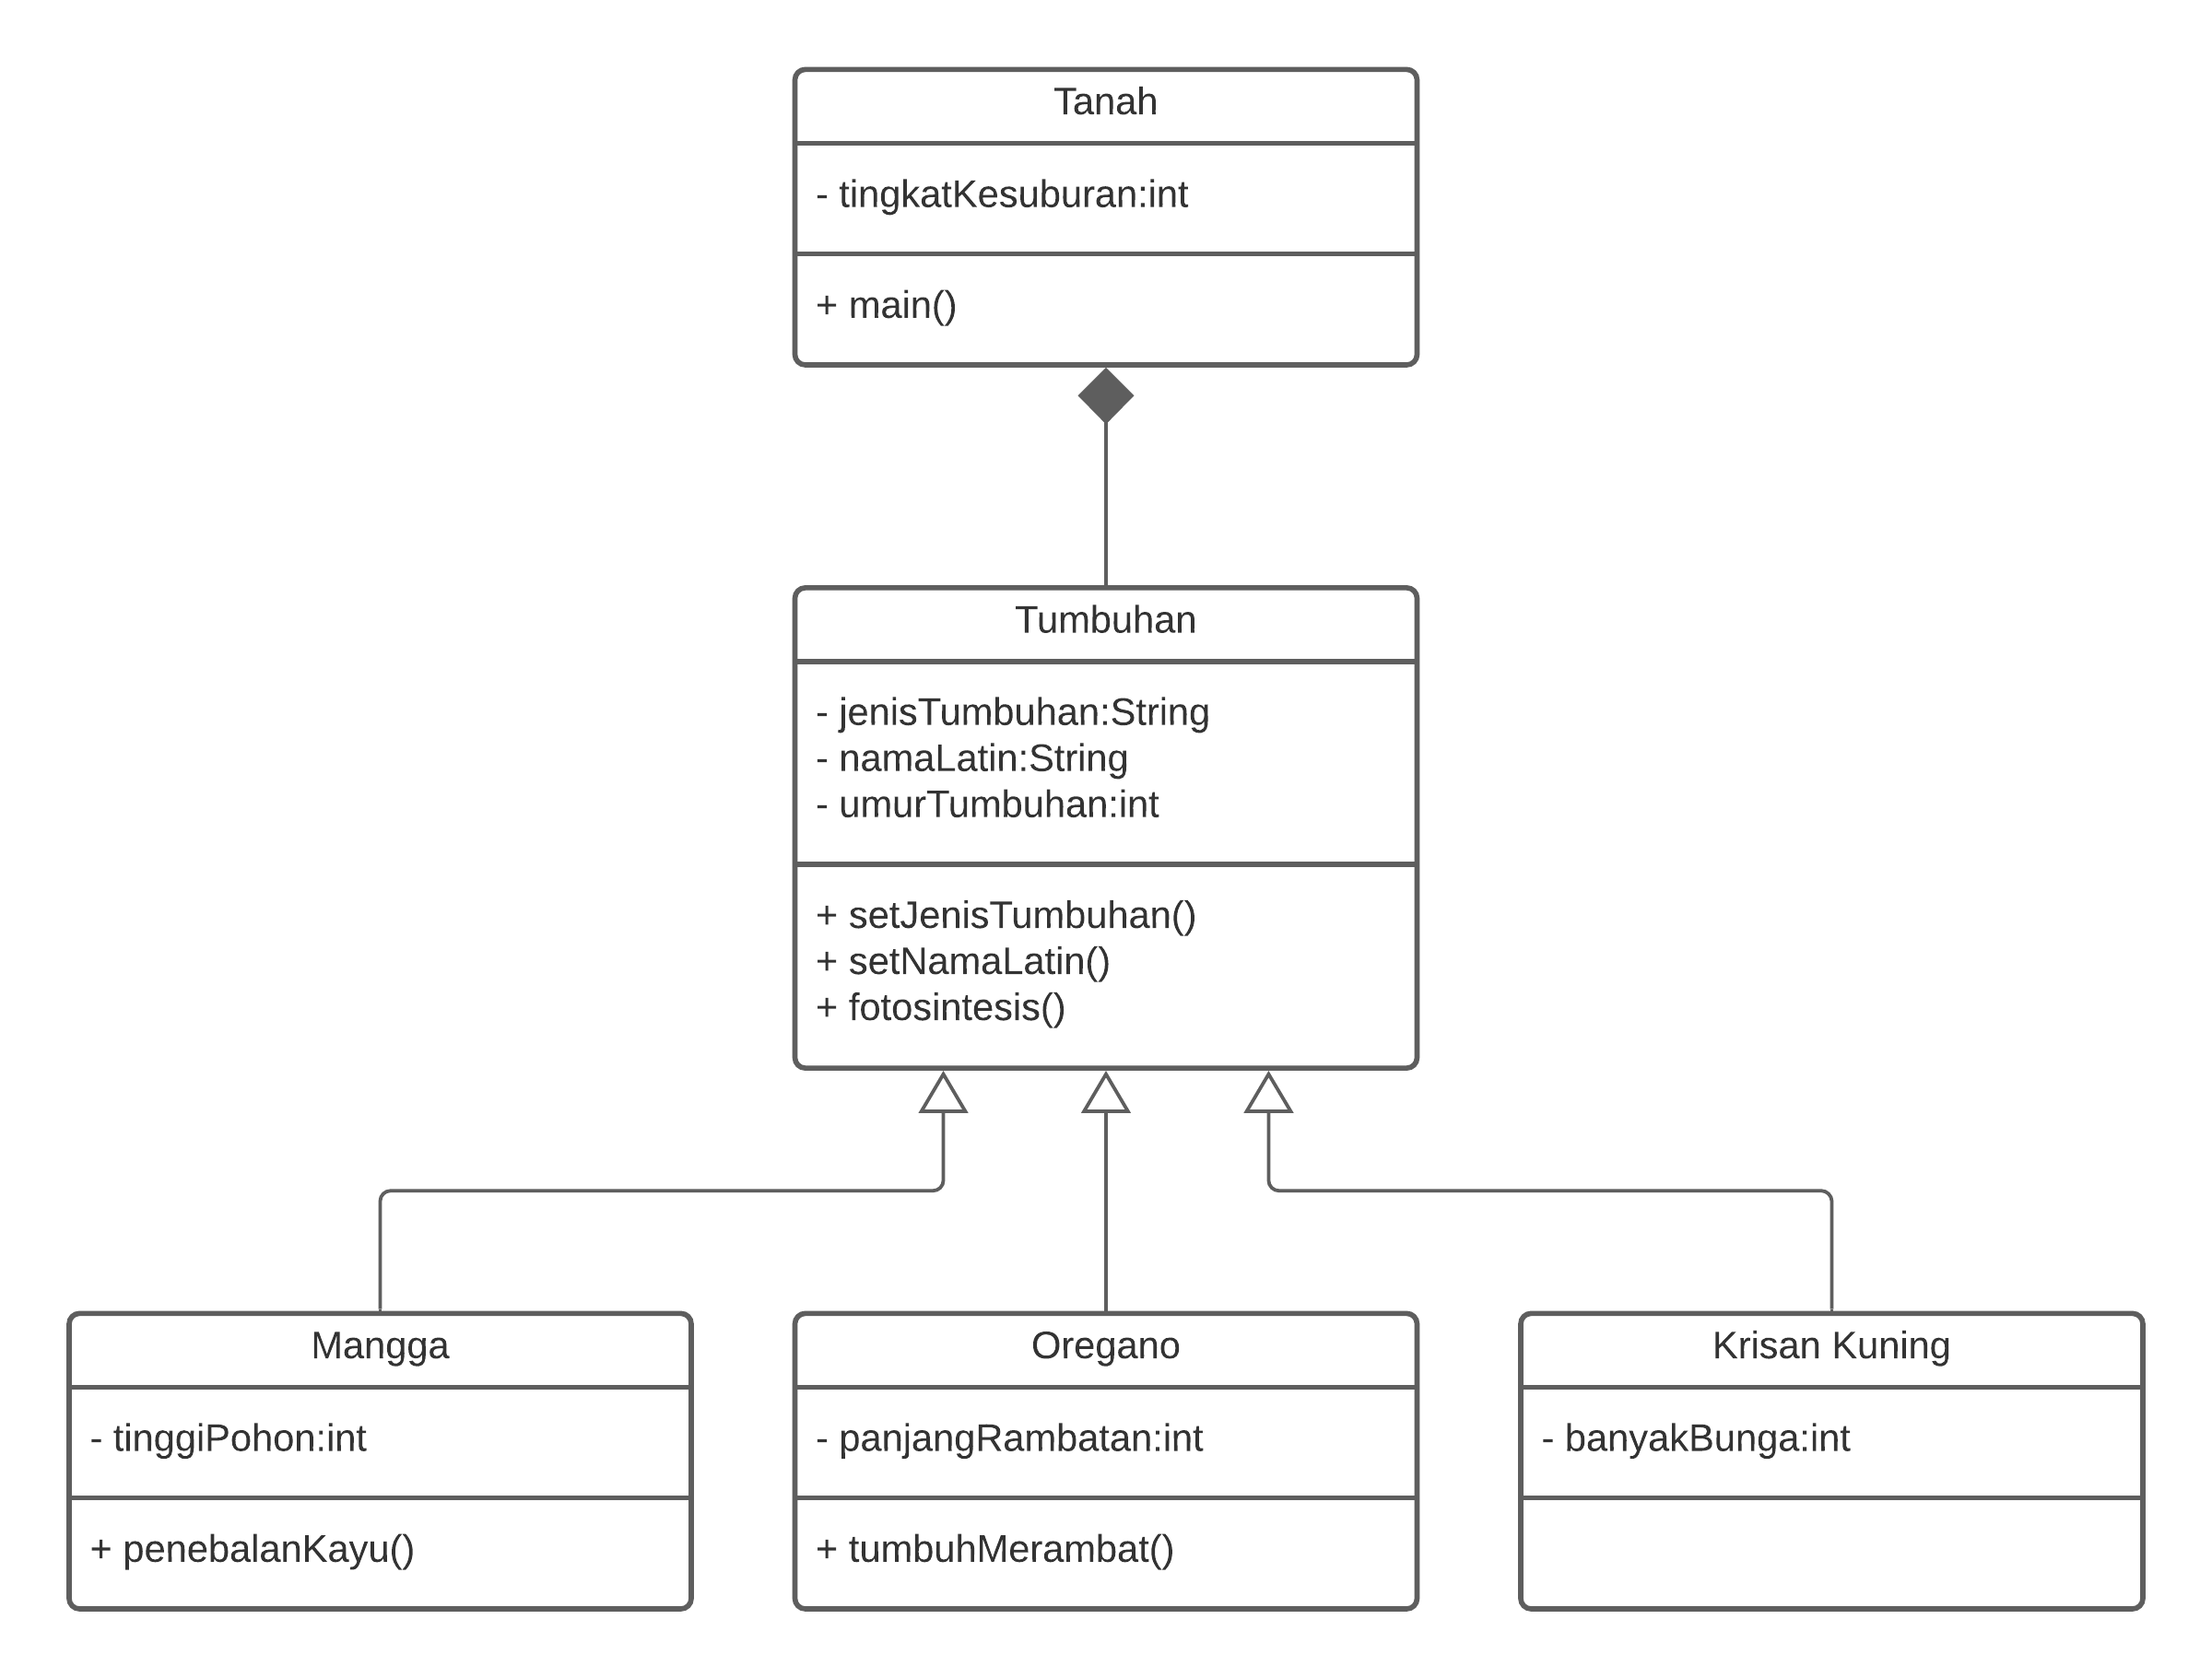 Tanah
- tingkatKesuburan:int
+ main()
Tumbuhan
- jenisTumbuhan:String
- namaLatin:String
- umurTumbuhan:int
+ setJenisTumbuhan()
+ setNamaLatin()
+ fotosintesis()
Mangga
- tinggiPohon:int
+ penebalanKayu()
Oregano
- panjangRambatan:int
+ tumbuhMerambat()
Krisan Kuning
- banyakBunga:int